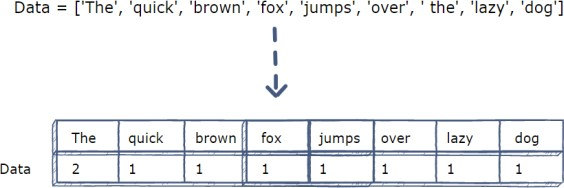 Data = ['The', 'quick', 'brown', 'fox', 'jumps', 'over', ' the', 'lazy', 'dog']
The quick brown fox jumps over lazy dog
Data 2 1 1 1 1 1 1 1